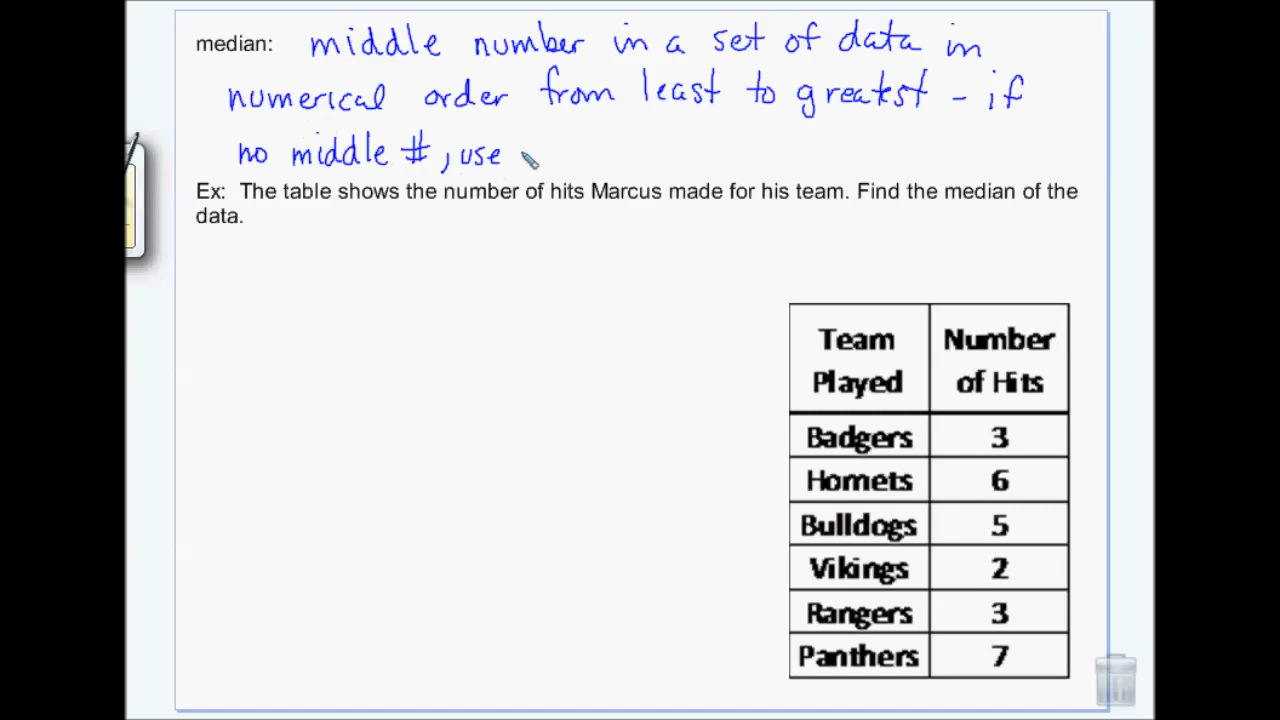 median: middle number in a set of data in
numerical order from least to greatest - if
no middle #, use
Ex: The table shows the number of hits Marcus made for his team. Find the median of the
data.
Team Played Number of Hits
Badgers 3
Hornets 6
Bulldogs 5
Vikings 2
Rangers 3
Panthers 7